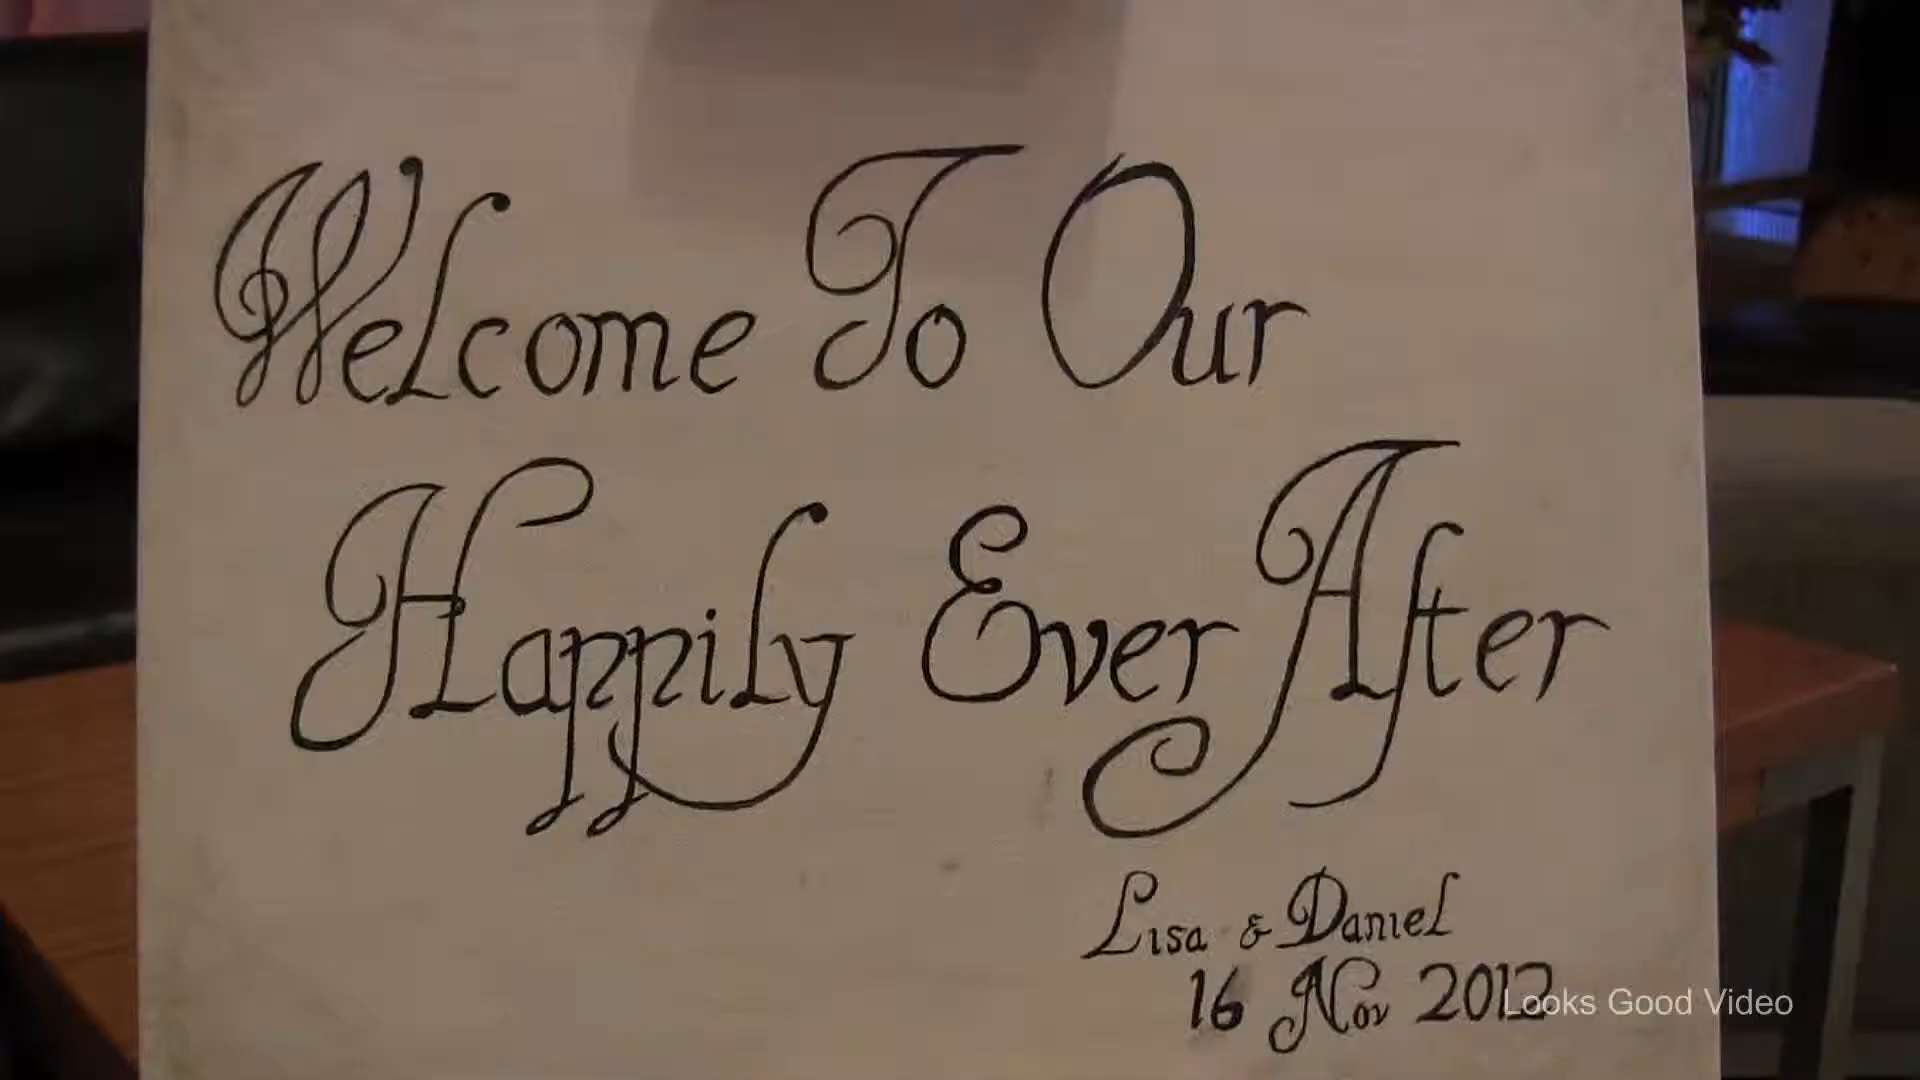 Welcome To Our
Happily Ever After
Lisa & Daniel
16 Nov 2012
Looks Good Video